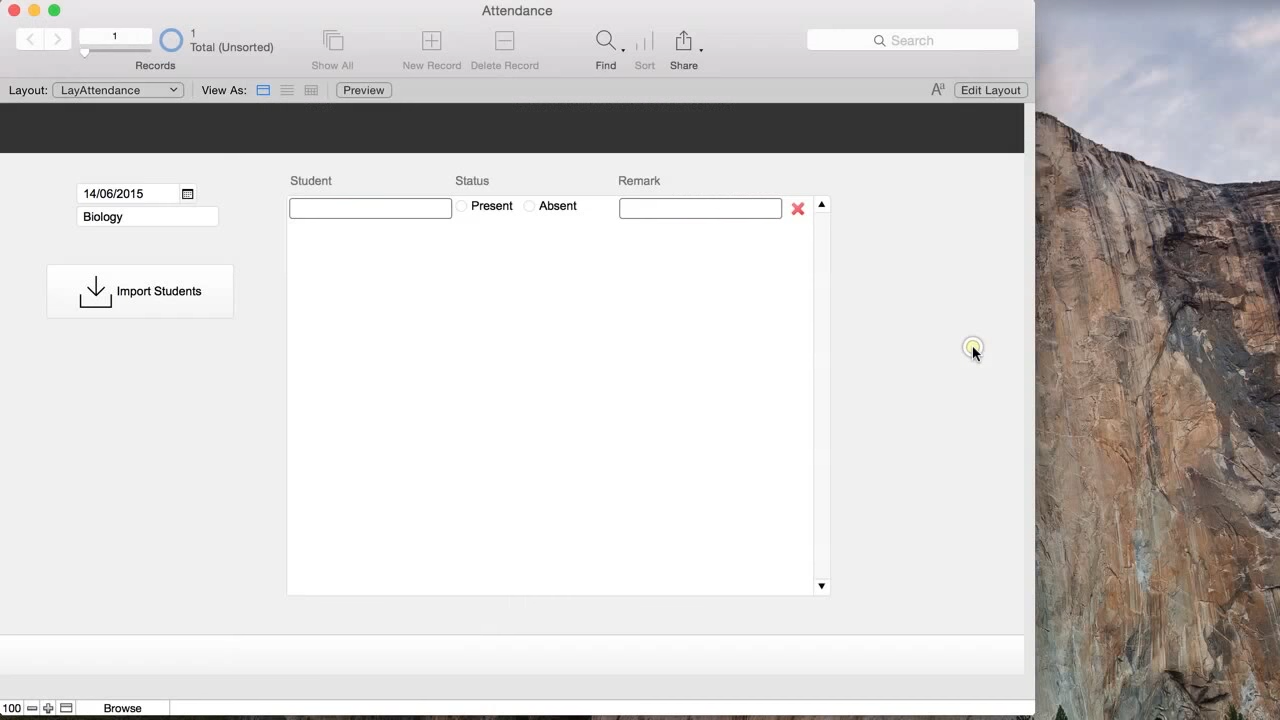 Attendance
1
1
Total (Unsorted)
Records
Show All
New Record
Delete Record
Find
Sort
Share
Search
Layout:
LayAttendance
View As:
Preview
Aa
Edit Layout
14/06/2015
Biology
Import Students
Student
Status
Remark
Present
Absent
100
Browse